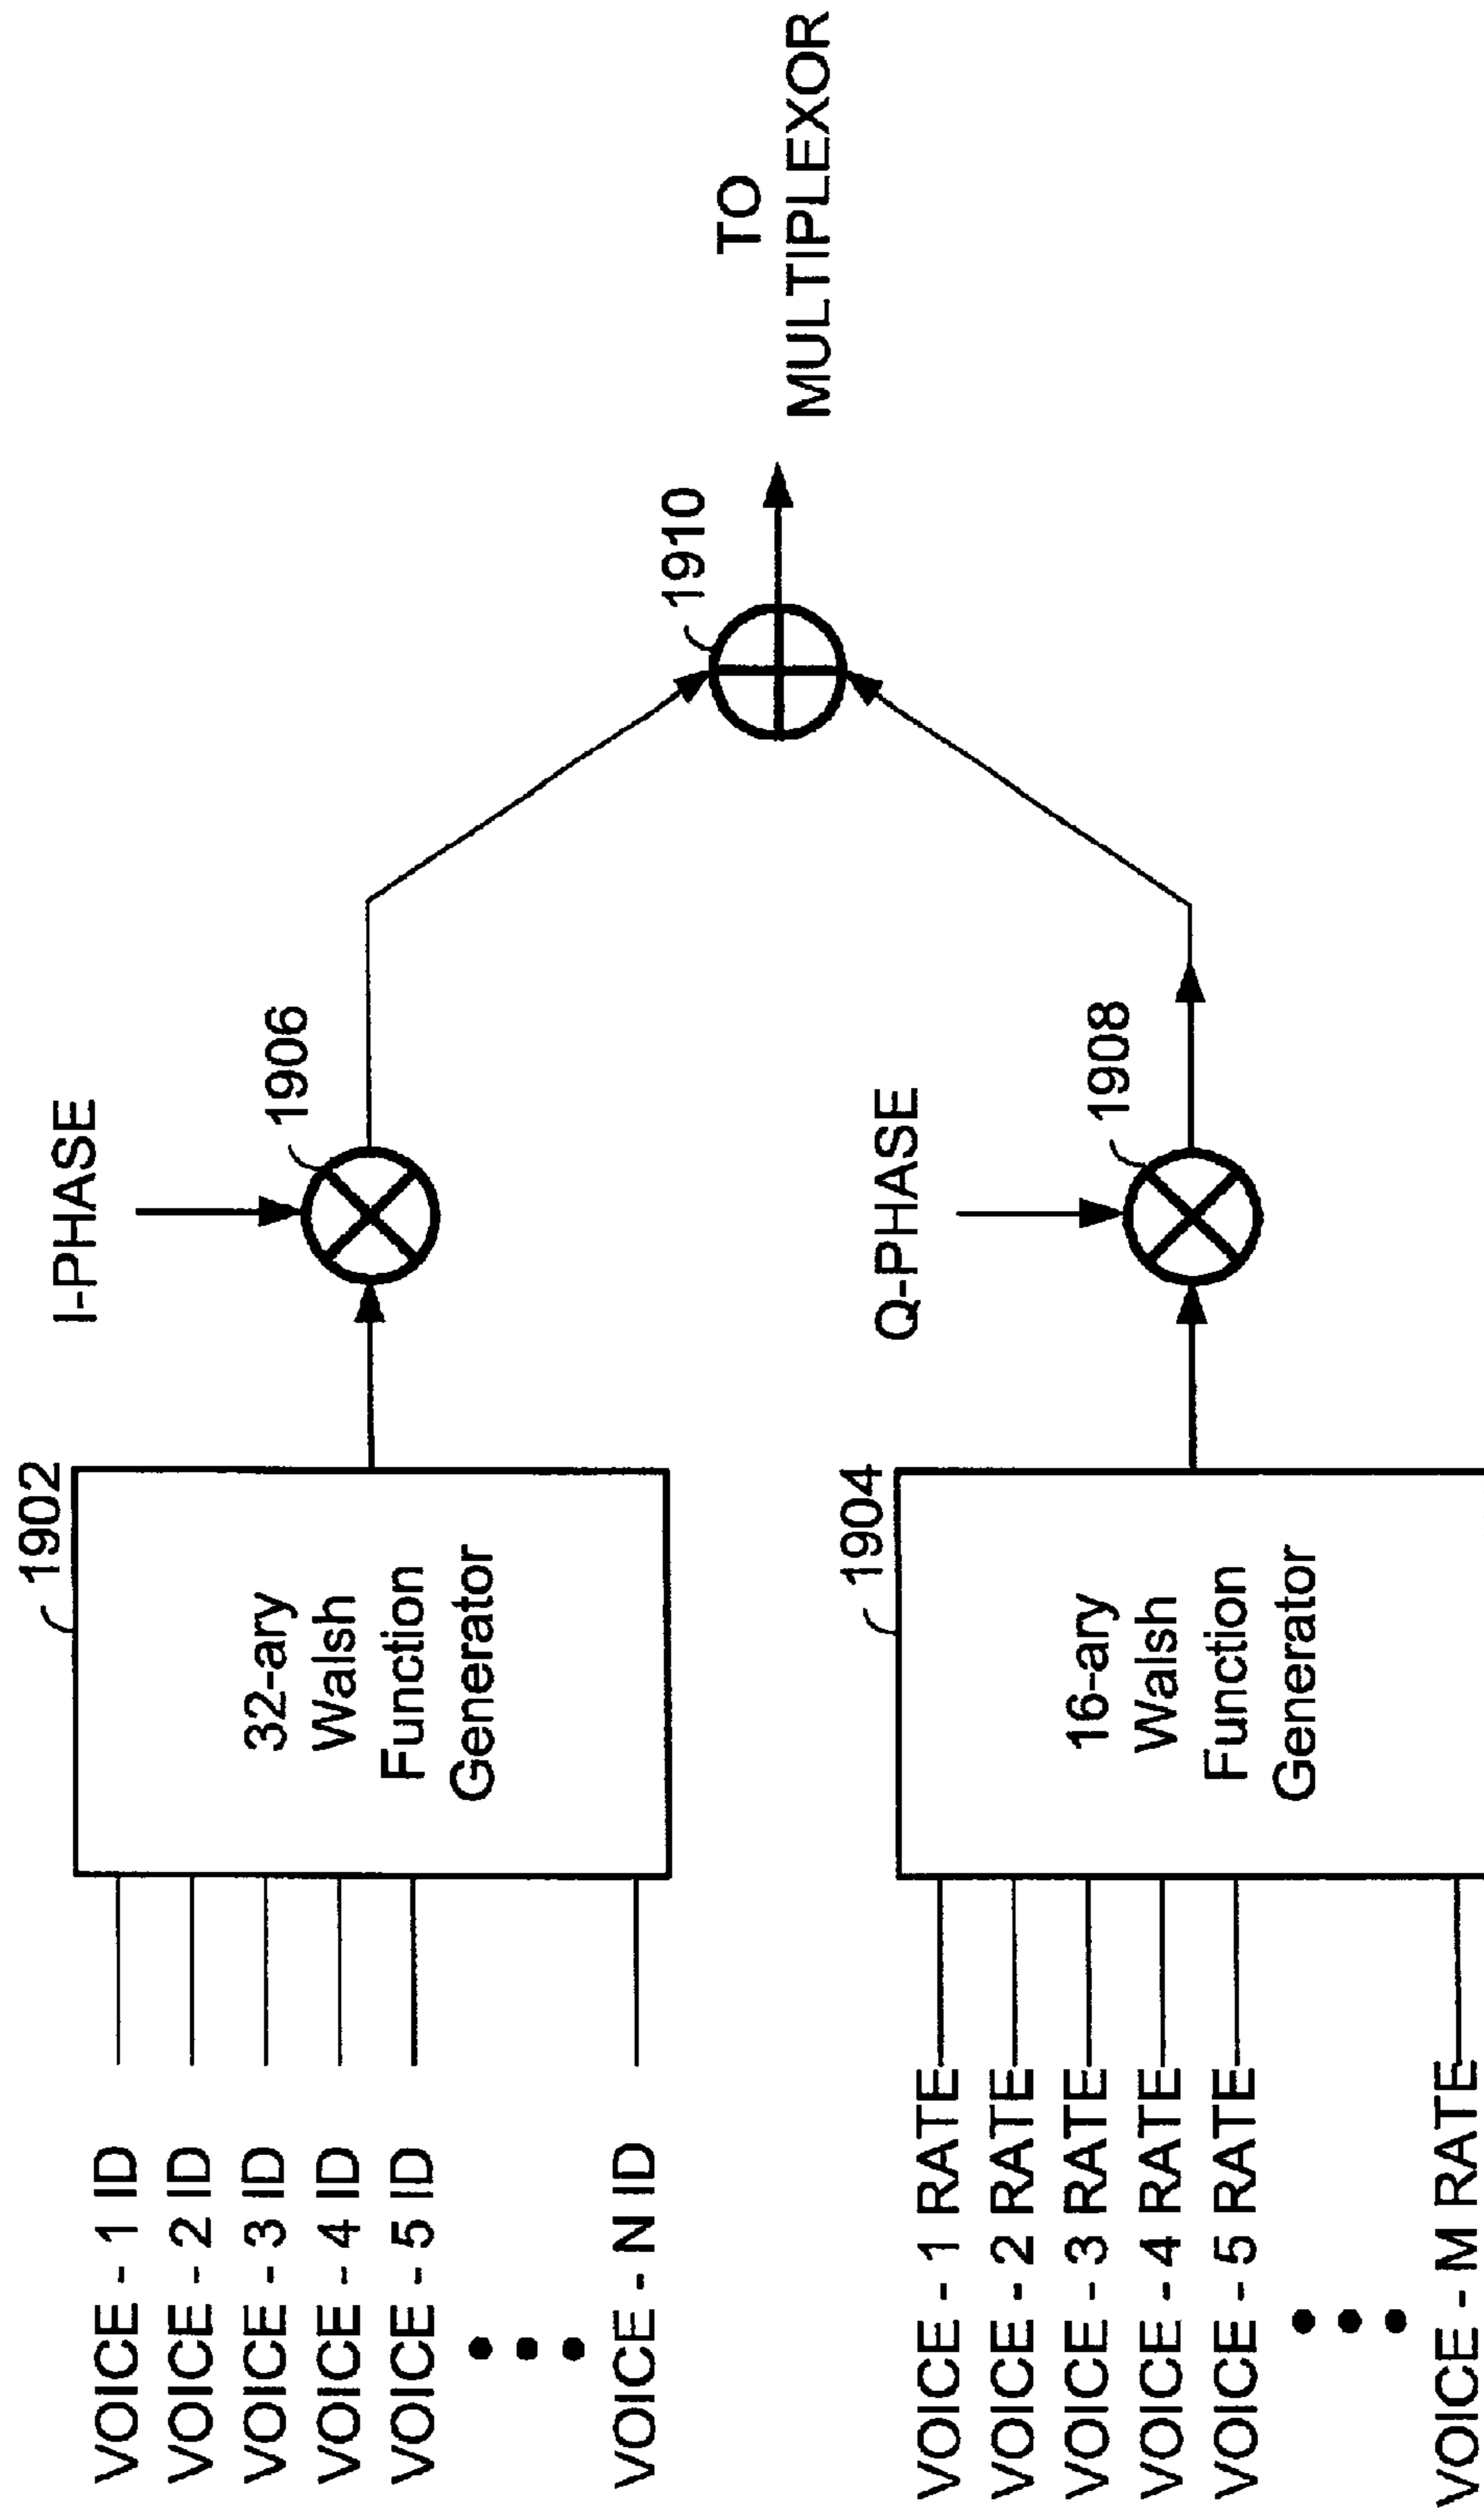 VOICE - 1 ID
VOICE - 2 ID
VOICE - 3 ID
VOICE - 4 ID
VOICE - 5 ID
VOICE - N ID
1902
32-ary
Walsh
Function
Generator
I-PHASE
1906
VOICE - 1 RATE
VOICE - 2 RATE
VOICE - 3 RATE
VOICE - 4 RATE
VOICE - 5 RATE
VOICE - M RATE
1904
16-ary
Walsh
Function
Generator
Q-PHASE
1908
1910
TO
MULTIPLEXOR